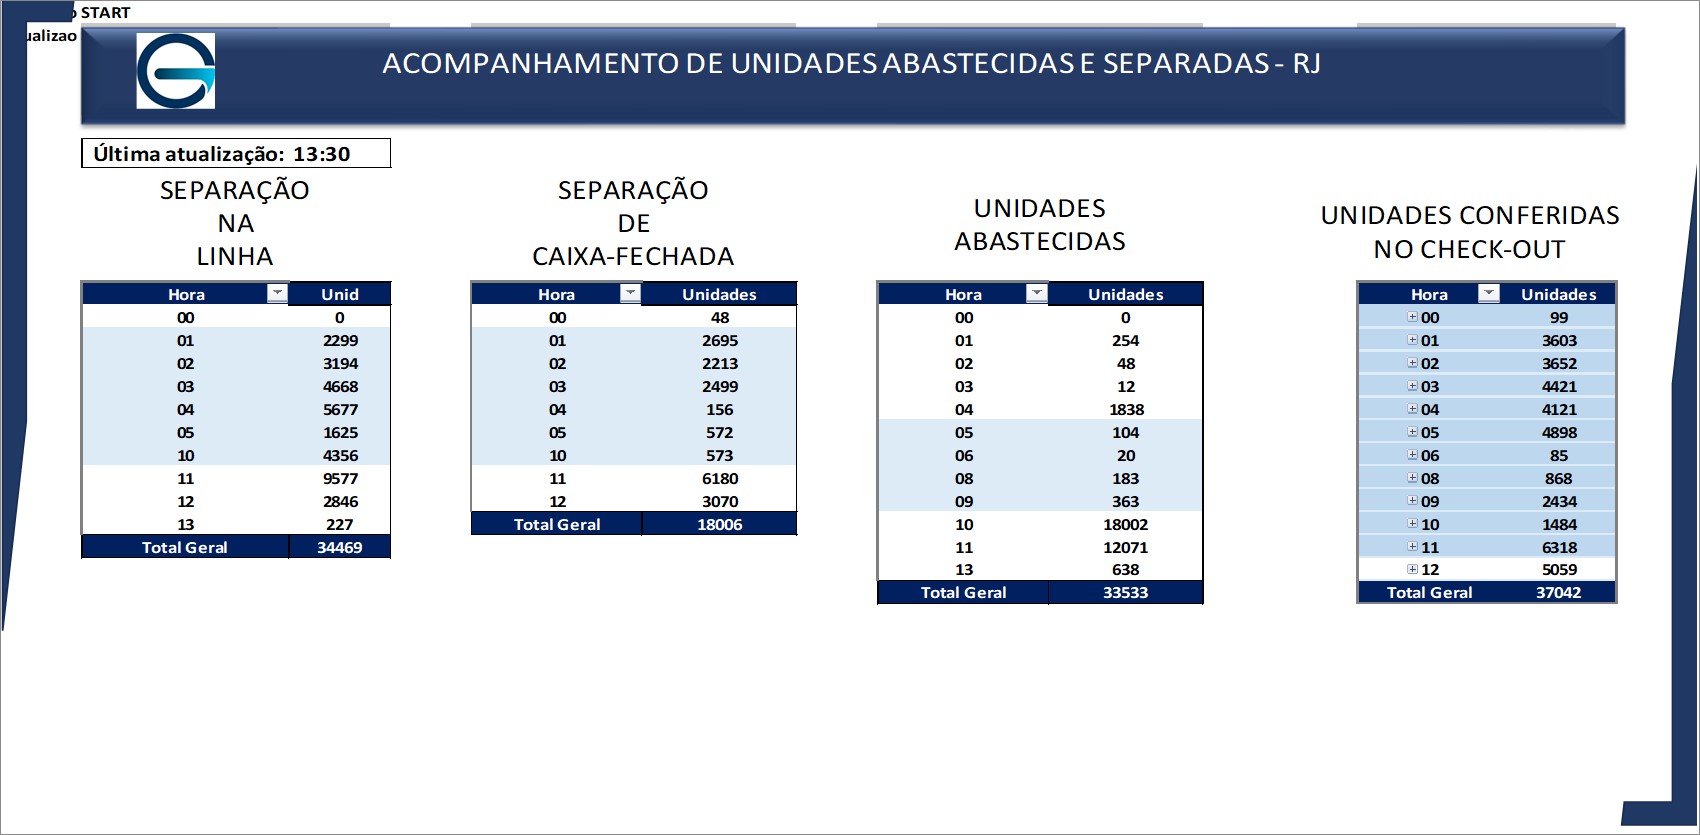 START
ACOMPANHAMENTO DE UNIDADES ABASTECIDAS E SEPARADAS - RJ
Última atualização: 13:30
SEPARAÇÃO
NA
LINHA
Hora Unid
00 0
01 2299
02 3194
03 4668
04 5677
05 1625
10 4356
11 9577
12 2846
13 227
Total Geral 34469
SEPARAÇÃO
DE
CAIXA-FECHADA
Hora Unidades
00 48
01 2695
02 2213
03 2499
04 156
05 572
10 573
11 6180
12 3070
Total Geral 18006
UNIDADES
ABASTECIDAS
Hora Unidades
00 0
01 254
02 48
03 12
04 1838
05 104
06 20
08 183
09 363
10 18002
11 12071
13 638
Total Geral 33533
UNIDADES CONFERIDAS
NO CHECK-OUT
Hora Unidades
00 99
01 3603
02 3652
03 4421
04 4121
05 4898
06 85
08 868
09 2434
10 1484
11 6318
12 5059
Total Geral 37042